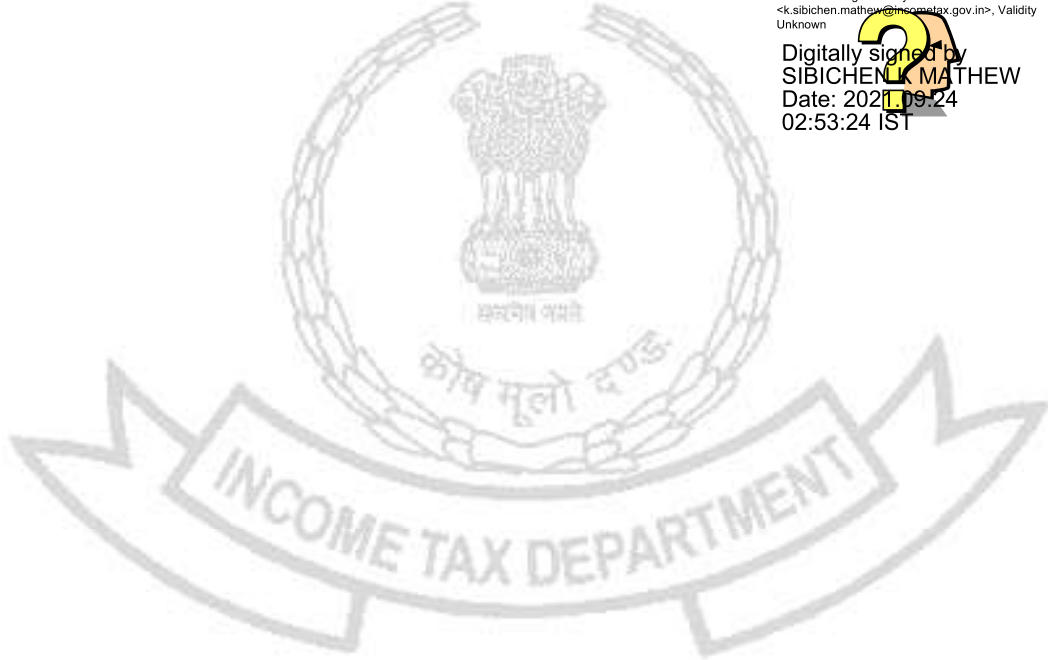 <k.sibichen.mathew@incometax.gov.in>, Validity
Unknown
Digitally signed by
SIBICHEN K MATHEW
Date: 2021.09.24
02:53:24 IST
सत्यमेव जयते
कोष मूलो दण्ड
INCOME TAX DEPARTMENT